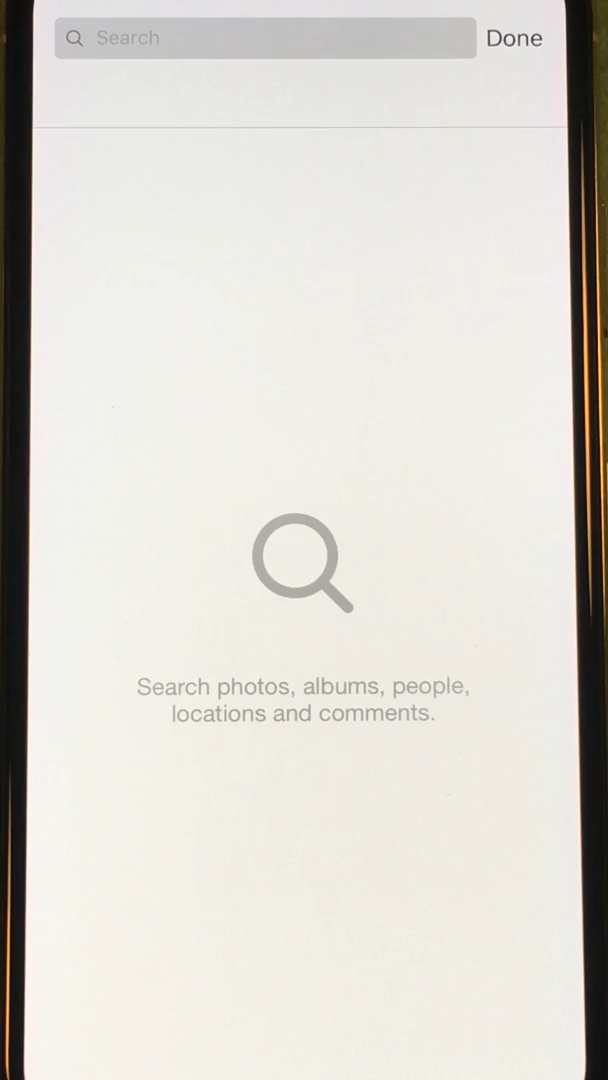 Search
Done
Search photos, albums, people,
locations and comments.